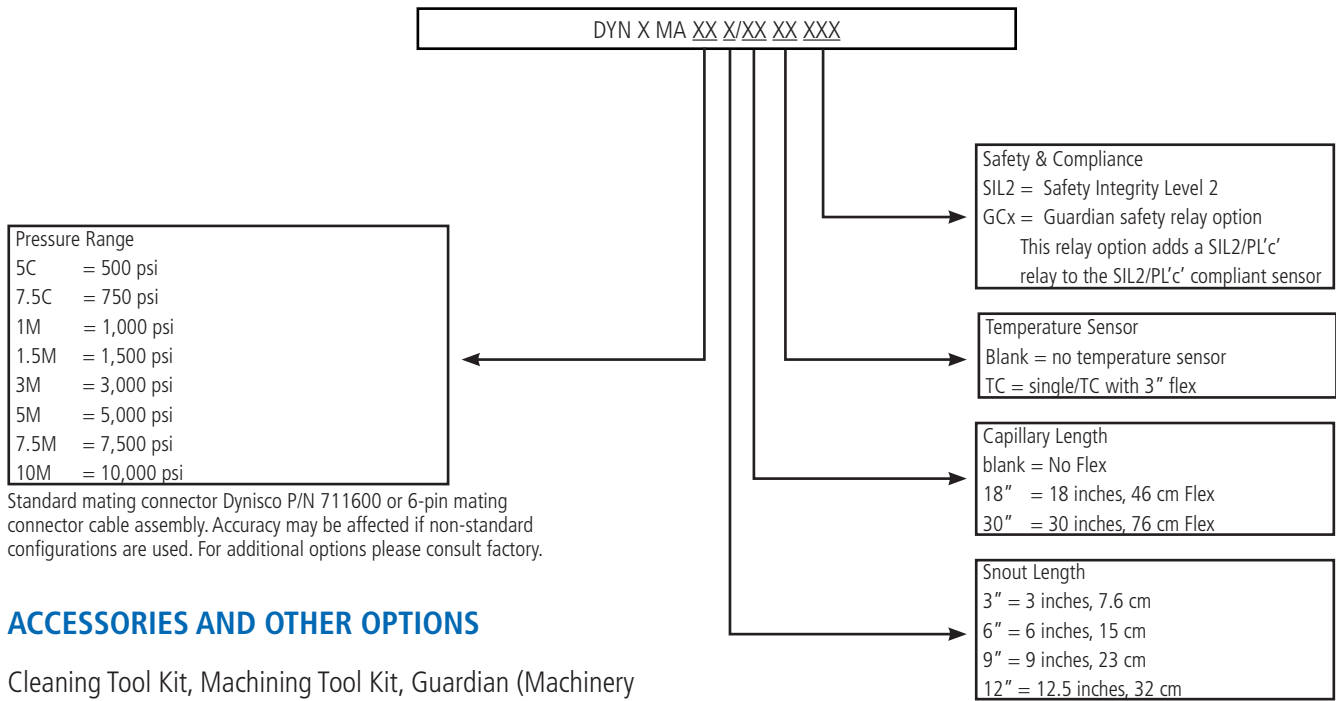 DYN X MA XX X/XX XX XXX
Safety & Compliance
SIL2 = Safety Integrity Level 2
GCx = Guardian safety relay option
This relay option adds a SIL2/PL'c'
relay to the SIL2/PL'c' compliant sensor
Pressure Range
5C = 500 psi
7.5C = 750 psi
1M = 1,000 psi
1.5M = 1,500 psi
3M = 3,000 psi
5M = 5,000 psi
7.5M = 7,500 psi
10M = 10,000 psi
Temperature Sensor
Blank = no temperature sensor
TC = single/TC with 3″ flex
Capillary Length
blank = No Flex
18″ = 18 inches, 46 cm Flex
30″ = 30 inches, 76 cm Flex
Standard mating connector Dynisco P/N 711600 or 6-pin mating
connector cable assembly. Accuracy may be affected if non-standard
configurations are used. For additional options please consult factory.
Snout Length
3″ = 3 inches, 7.6 cm
6″ = 6 inches, 15 cm
9″ = 9 inches, 23 cm
12″ = 12.5 inches, 32 cm
ACCESSORIES AND OTHER OPTIONS
Cleaning Tool Kit, Machining Tool Kit, Guardian (Machinery